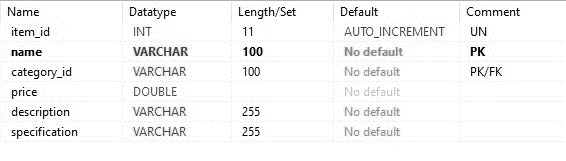 Name Datatype Length/Set Default Comment
item_id INT 11 AUTO_INCREMENT UN
name VARCHAR 100 No default PK
category_id VARCHAR 100 No default PK/FK
price DOUBLE No default
description VARCHAR 255 No default
specification VARCHAR 255 No default